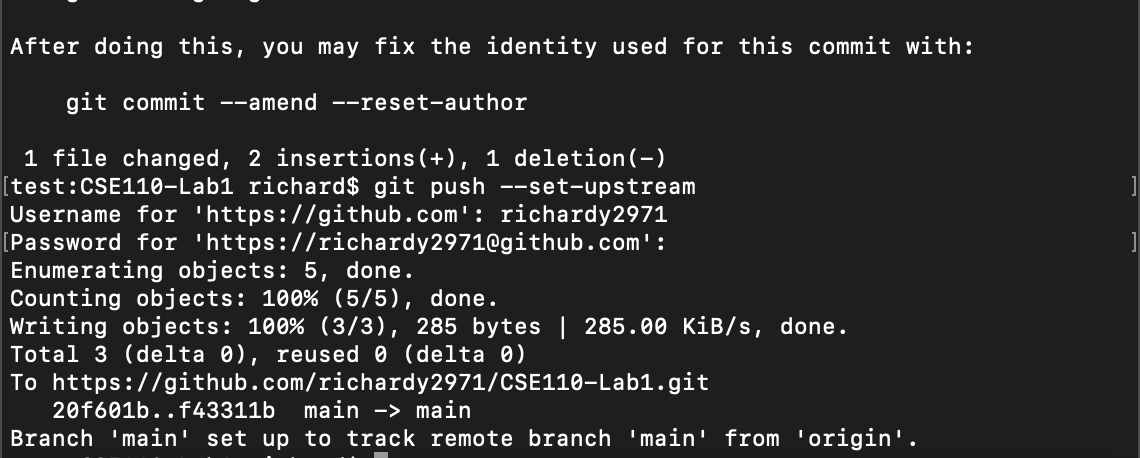 After doing this, you may fix the identity used for this commit with:
git commit --amend --reset-author
1 file changed, 2 insertions(+), 1 deletion(-)
[test:CSE110-Lab1 richard$ git push --set-upstream ]
Username for 'https://github.com': richardy2971
[Password for 'https://richardy2971@github.com': ]
Enumerating objects: 5, done.
Counting objects: 100% (5/5), done.
Writing objects: 100% (3/3), 285 bytes | 285.00 KiB/s, done.
Total 3 (delta 0), reused 0 (delta 0)
To https://github.com/richardy2971/CSE110-Lab1.git
20f601b..f43311b  main -> main
Branch 'main' set up to track remote branch 'main' from 'origin'.